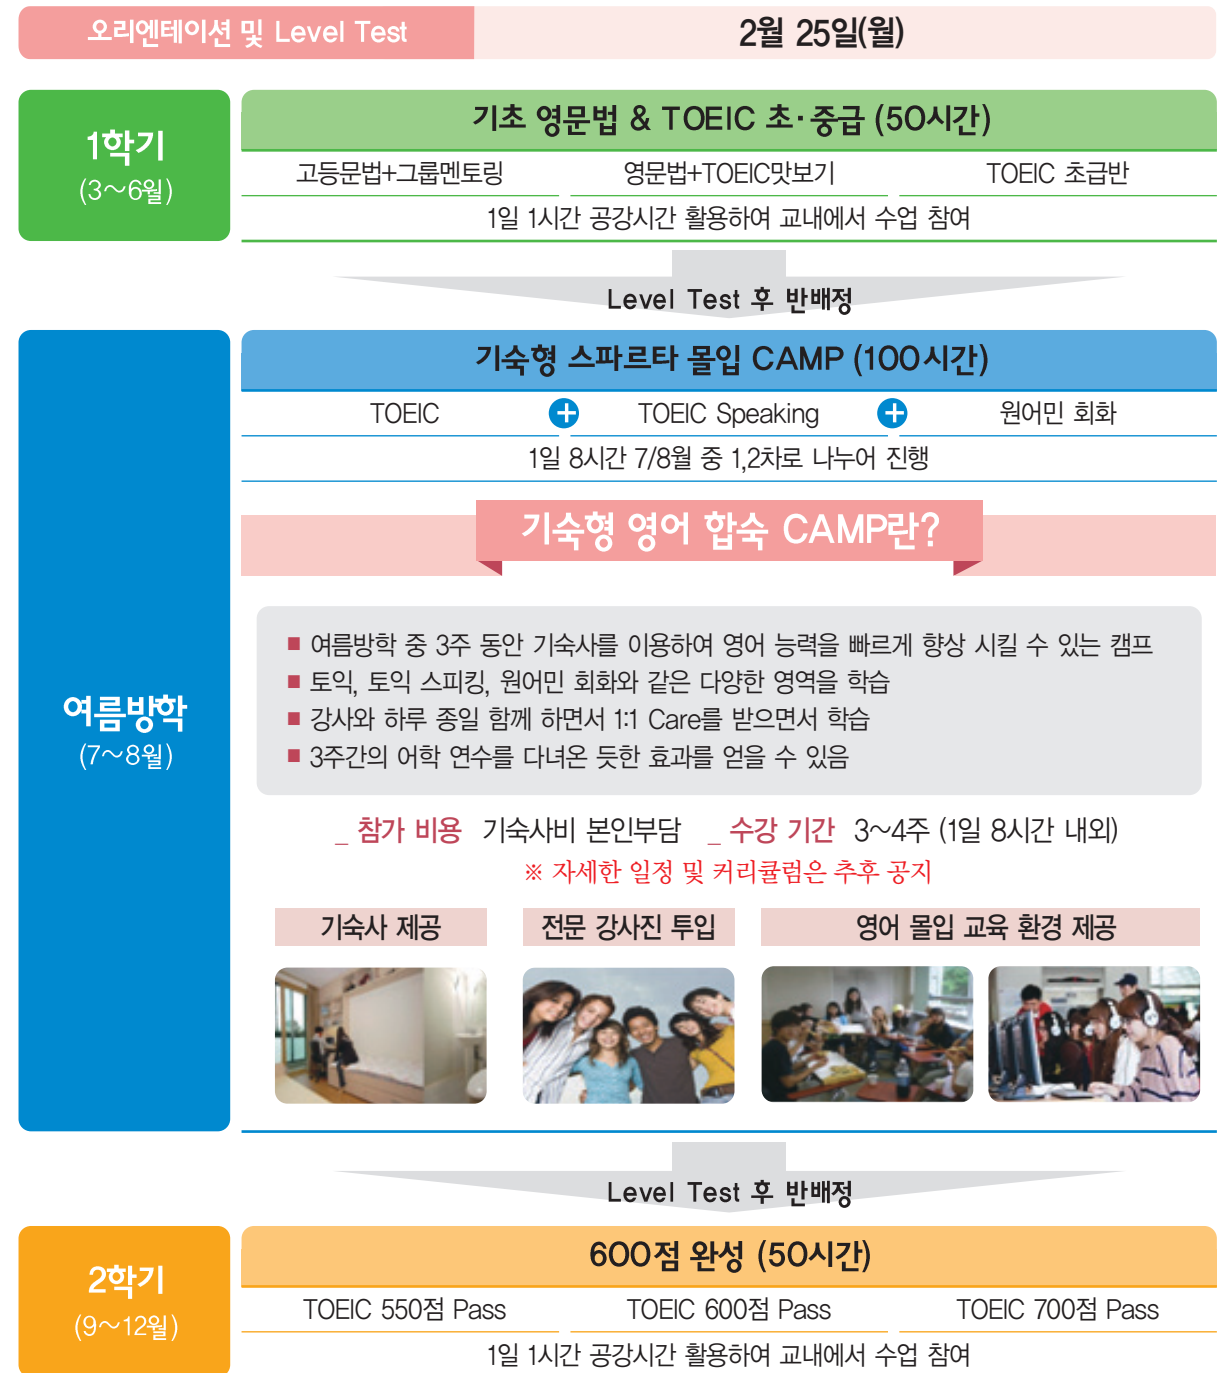 오리엔테이션 및 Level Test
2월 25일(월)
1학기
(3~6월)
기초 영문법 & TOEIC 초·중급 (50시간)
고등문법+그룹멘토링
영문법+TOEIC맛보기
TOEIC 초급반
1일 1시간 공강시간 활용하여 교내에서 수업 참여
Level Test 후 반배정
여름방학
(7~8월)
기숙형 스파르타 몰입 CAMP (100시간)
TOEIC + TOEIC Speaking + 원어민 회화
1일 8시간 7/8월 중 1,2차로 나누어 진행
기숙형 영어 합숙 CAMP란?
■ 여름방학 중 3주 동안 기숙사를 이용하여 영어 능력을 빠르게 향상 시킬 수 있는 캠프
■ 토익, 토익 스피킹, 원어민 회화와 같은 다양한 영역을 학습
■ 강사와 하루 종일 함께 하면서 1:1 Care를 받으면서 학습
■ 3주간의 어학 연수를 다녀온 듯한 효과를 얻을 수 있음
_ 참가 비용 기숙사비 본인부담 _ 수강 기간 3~4주 (1일 8시간 내외)
※ 자세한 일정 및 커리큘럼은 추후 공지
기숙사 제공
전문 강사진 투입
영어 몰입 교육 환경 제공
Level Test 후 반배정
2학기
(9~12월)
600점 완성 (50시간)
TOEIC 550점 Pass
TOEIC 600점 Pass
TOEIC 700점 Pass
1일 1시간 공강시간 활용하여 교내에서 수업 참여